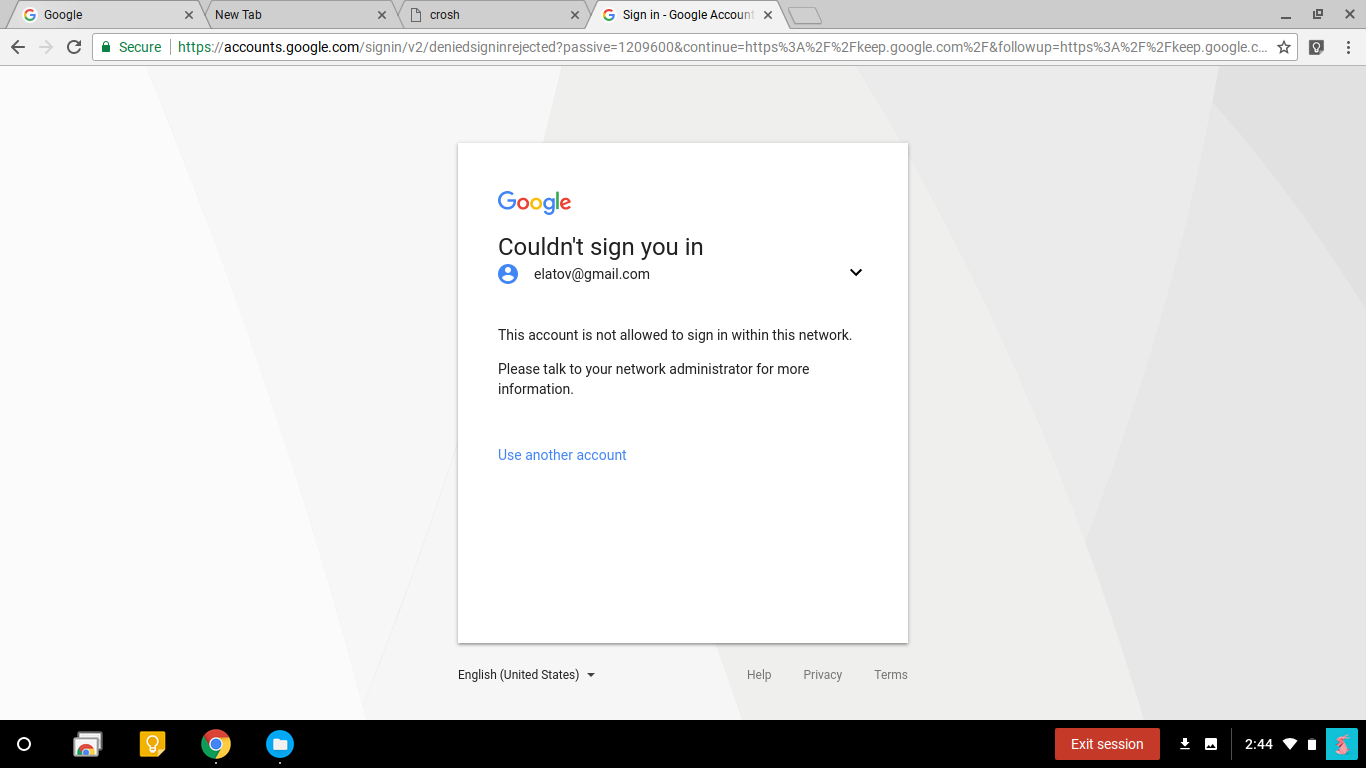 Google
New Tab
crosh
Sign in - Google Account
Secure
https://accounts.google.com/signin/v2/deniedsigninrejected?passive=1209600&continue=https%3A%2F%2Fkeep.google.com%2F&followup=https%3A%2F%2Fkeep.google.c...
Google
Couldn't sign you in
elatov@gmail.com
This account is not allowed to sign in within this network.
Please talk to your network administrator for more
information.
Use another account
English (United States)
Help
Privacy
Terms
Exit session
2:44